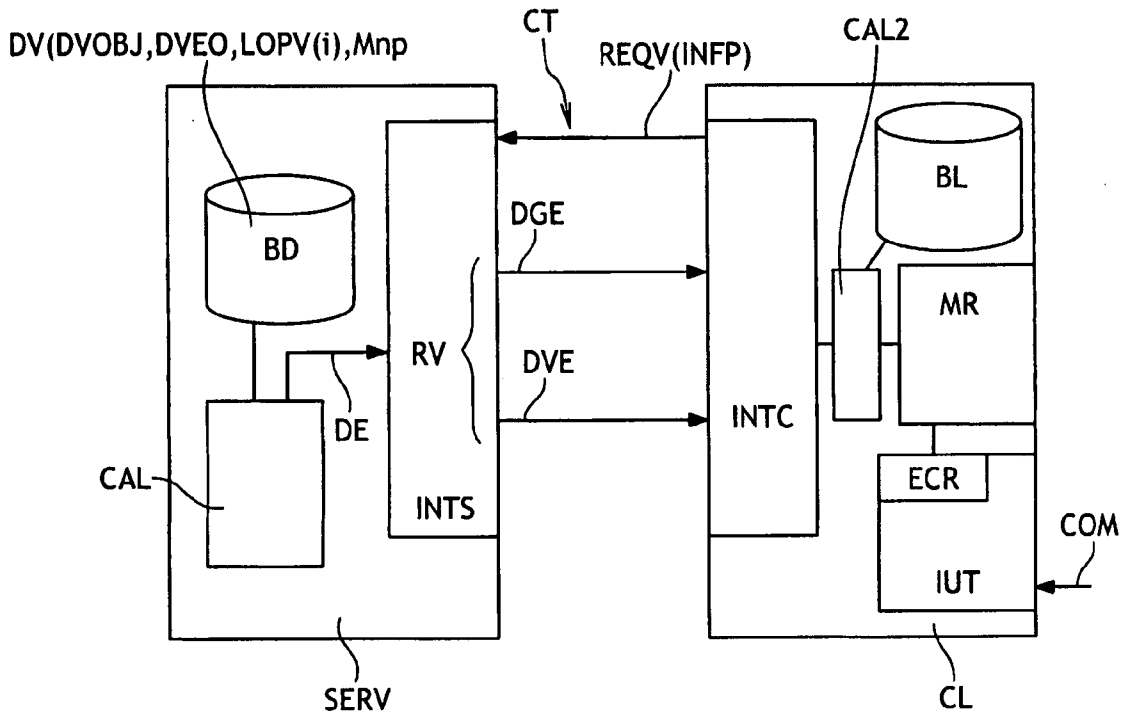 CT
CAL2
DV(DVOBJ,DVEO,LOPV(i),Mnp
REQV(INFP)
BL
BD
DGE
MR
RV
DVE
DE
INTC
CAL
ECR
INTS
COM
IUT
SERV
CL